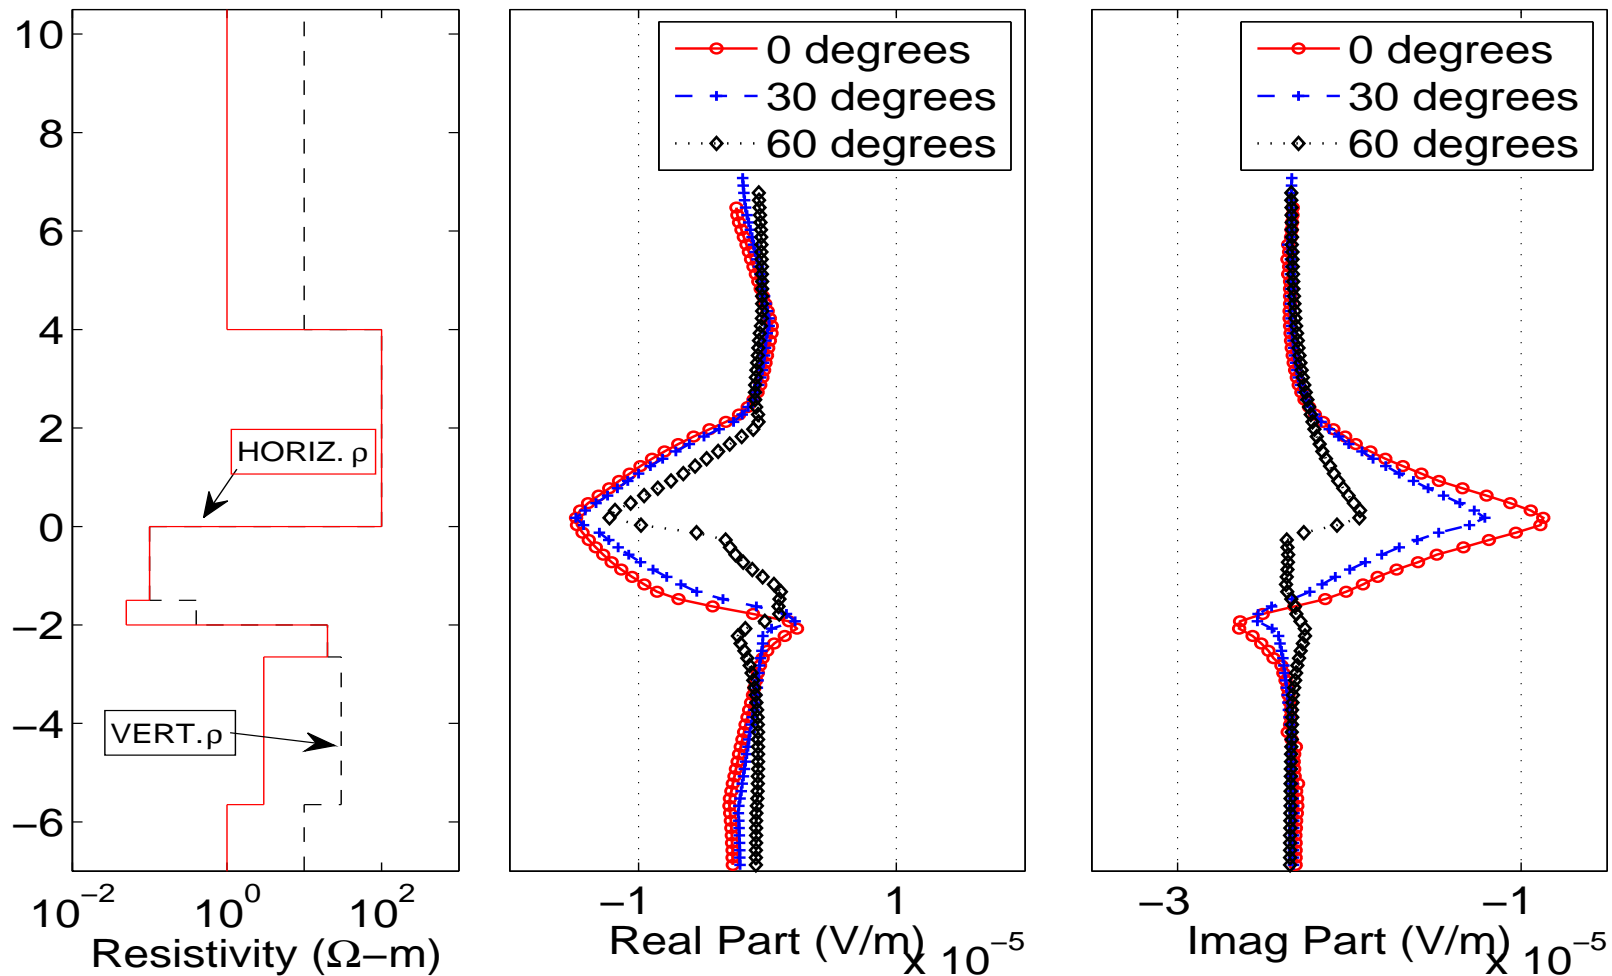 10
8
6
4
2
0
−2
−4
−6
HORIZ. ρ
VERT.ρ
10⁻² 10⁰ 10²
Resistivity (Ω−m)
0 degrees
30 degrees
60 degrees
−1 1
Real Part (V/m)
x 10⁻⁵
0 degrees
30 degrees
60 degrees
−3 −1
Imag Part (V/m)
x 10⁻⁵